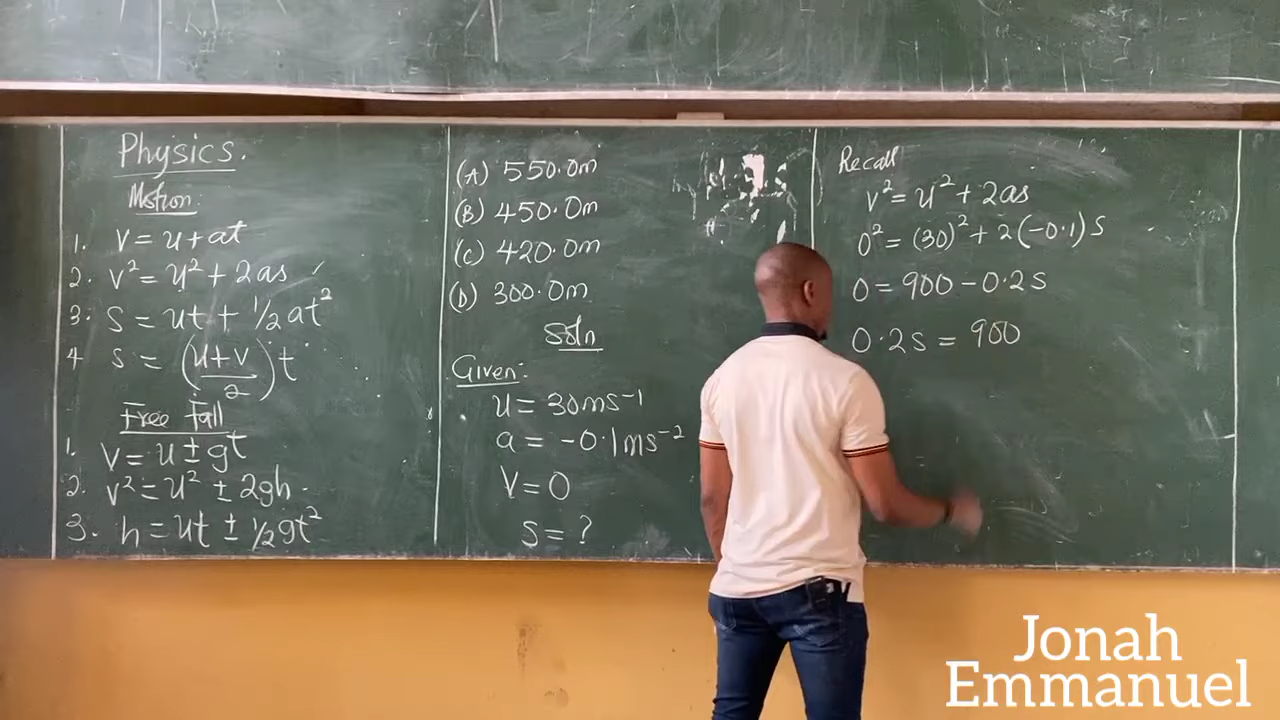 Physics.
Motion:
1. V = u + at
2. v² = u² + 2as ✓
3. S = ut + ½at²
4 s = (u+v/2)t
Free Fall
1. V = u ± gt
2. v² = u² ± 2gh
3. h = ut ± ½gt²
(A) 550.0m
(B) 450.0m
(C) 420.0m
(D) 300.0m
Soln
Given:
u = 30ms⁻¹
a = -0.1ms⁻²
V = 0
s = ?
Recall
v² = u² + 2as
0² = (30)² + 2(-0.1)s
0 = 900 - 0.2s
0.2s = 900
Jonah
Emmanuel